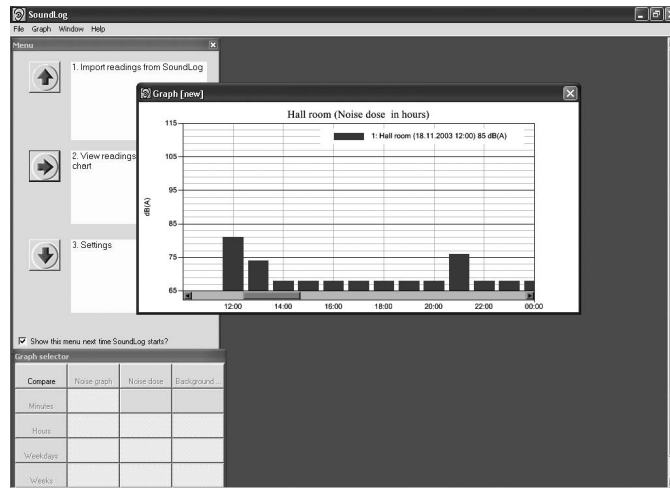 SoundLog
File Graph Window Help
Menu
1. Import readings from SoundLog
2. View readings
chart
3. Settings
Show this menu next time SoundLog starts?
Graph [new]
Hall room (Noise dose in hours)
1: Hall room (18.11.2003 12:00) 85 dB(A)
dB(A)
115
105
95
85
75
65
12:00 14:00 16:00 18:00 20:00 22:00 00:00
Graph selector
Compare Noise graph Noise dose Background ...
Minutes
Hours
Weekdays
Weeks